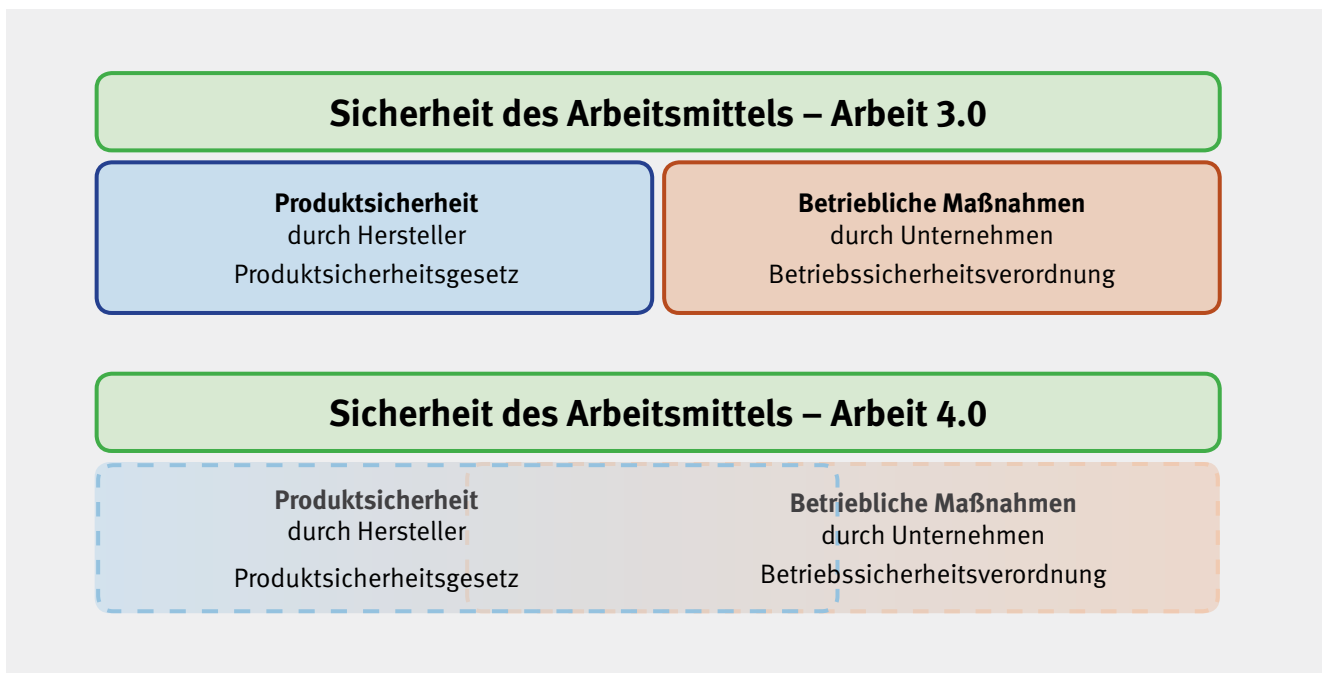 Sicherheit des Arbeitsmittels – Arbeit 3.0
Produktsicherheit
durch Hersteller
Produktsicherheitsgesetz
Betriebliche Maßnahmen
durch Unternehmen
Betriebssicherheitsverordnung
Sicherheit des Arbeitsmittels – Arbeit 4.0
Produktsicherheit
durch Hersteller
Produktsicherheitsgesetz
Betriebliche Maßnahmen
durch Unternehmen
Betriebssicherheitsverordnung